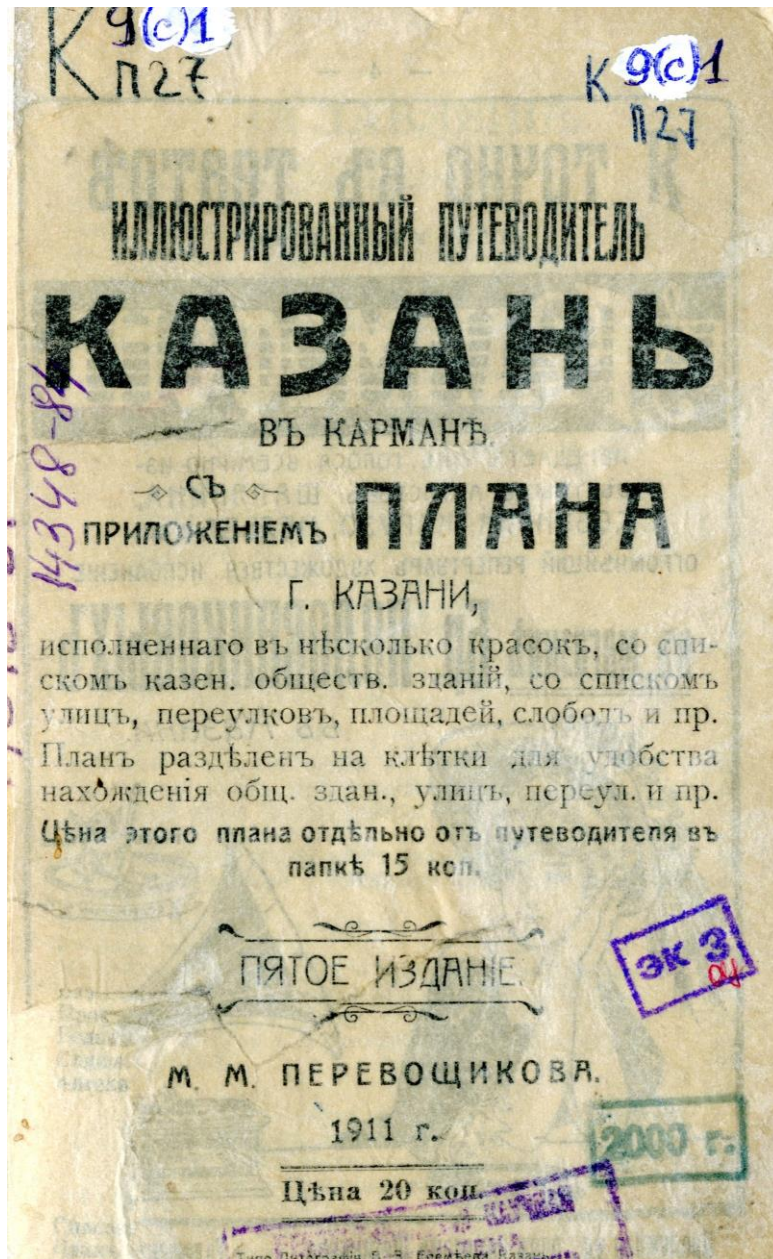 К 9(с)1
П27
К 9(с)1
П27
ИЛЛЮСТРИРОВАННЫЙ ПУТЕВОДИТЕЛЬ
КАЗАНЬ
ВЪ КАРМАНѢ.
СЪ
ПРИЛОЖЕНІЕМЪ ПЛАНА
Г. КАЗАНИ,
исполненнаго въ нѣсколько красокъ, со спи-
скомъ казен. обществ. зданій, со спискомъ
улицъ, переулковъ, площадей, слободъ и пр.
Планъ раздѣленъ на клѣтки для удобства
нахожденія общ. здан., улицъ, переул. и пр.
Цѣна этого плана отдѣльно отъ путеводителя въ
папкѣ 15 коп.
14348-84
ПЯТОЕ ИЗДАНІЕ.
ЭК 3
М. М. ПЕРЕВОЩИКОВА.
1911 г.
2000 г.
Цѣна 20 коп.